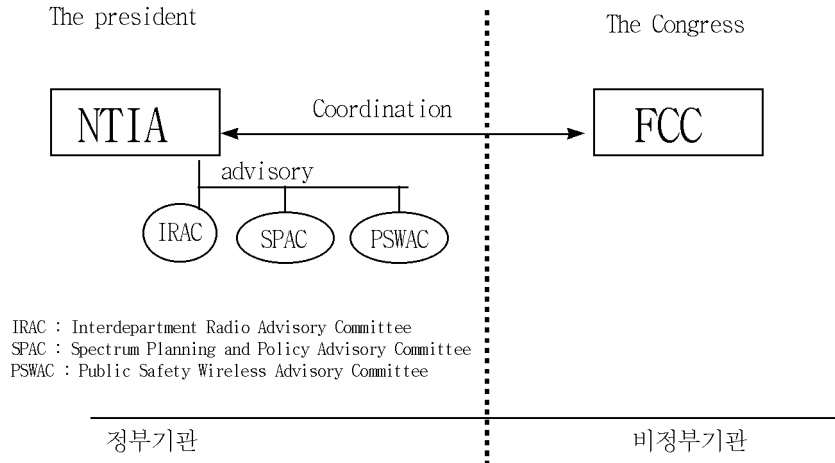 The president
The Congress
NTIA
Coordination
FCC
advisory
IRAC
SPAC
PSWAC
IRAC : Interdepartment Radio Advisory Committee
SPAC : Spectrum Planning and Policy Advisory Committee
PSWAC : Public Safety Wireless Advisory Committee
정부기관
비정부기관